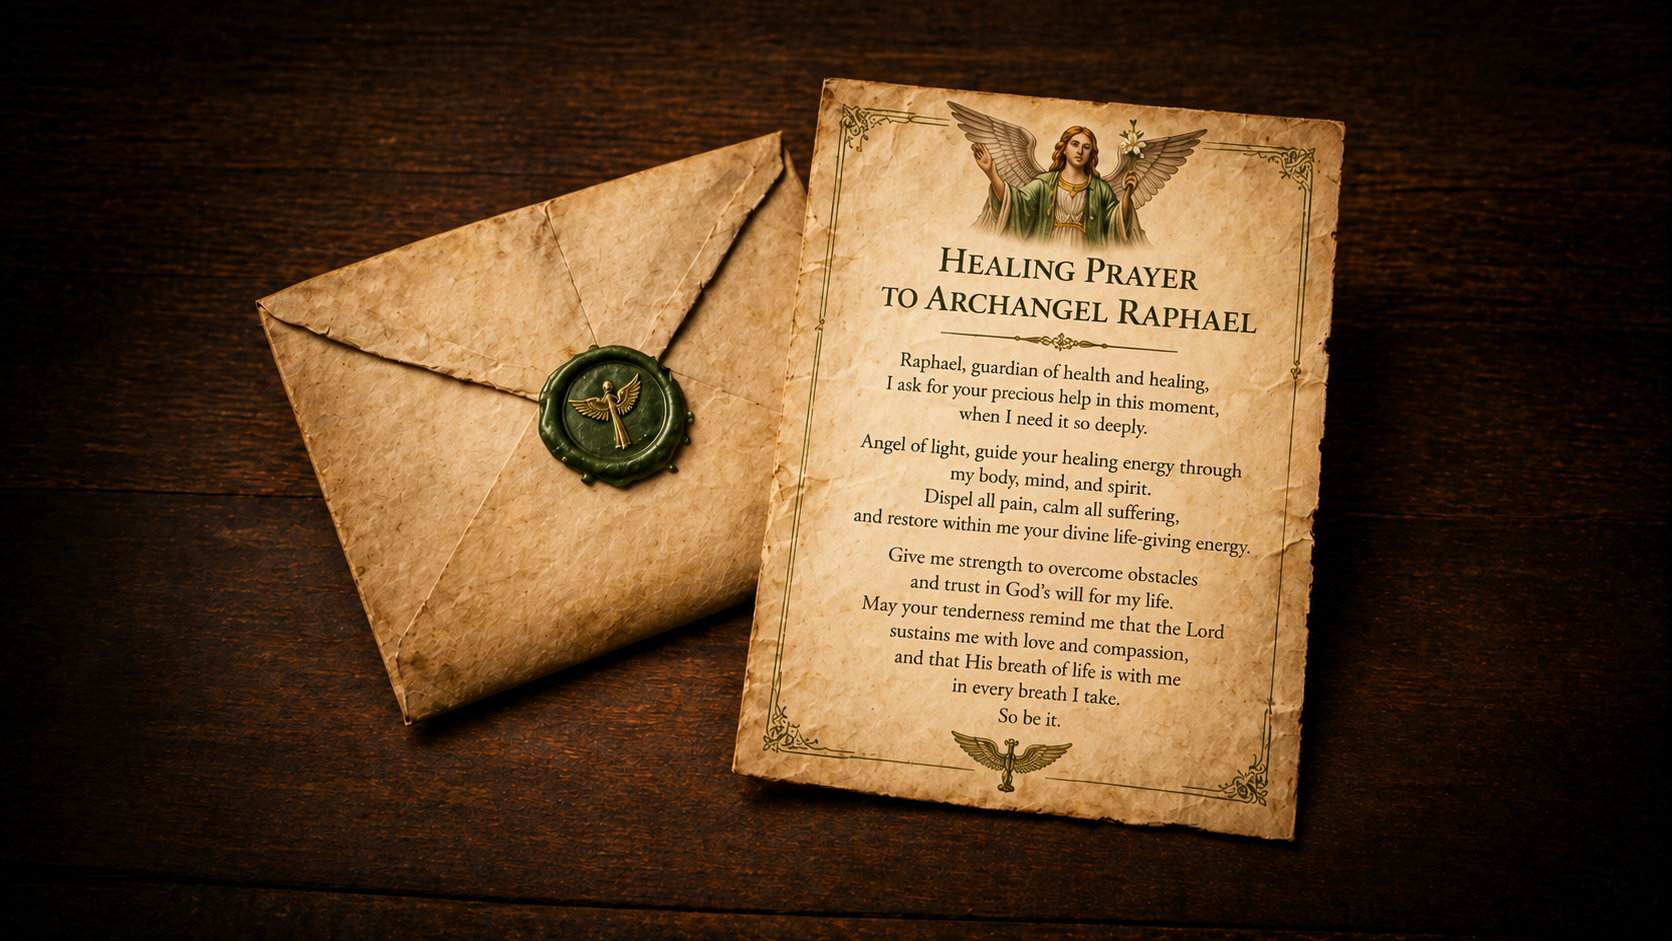 HEALING PRAYER
TO ARCHANGEL RAPHAEL
Raphael, guardian of health and healing,
I ask for your precious help in this moment,
when I need it so deeply.
Angel of light, guide your healing energy through
my body, mind, and spirit.
Dispel all pain, calm all suffering,
and restore within me your divine life-giving energy.
Give me strength to overcome obstacles
and trust in God's will for my life.
May your tenderness remind me that the Lord
sustains me with love and compassion,
and that His breath of life is with me
in every breath I take.
So be it.